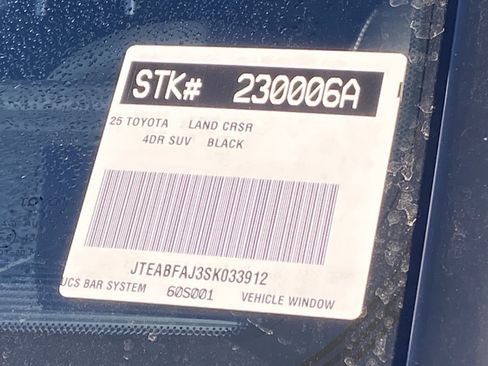 STK# 230006A
25 TOYOTA LAND CRSR
4DR SUV BLACK
JTEABFAJ3SK033912
UCS BAR SYSTEM 60S001 VEHICLE WINDOW